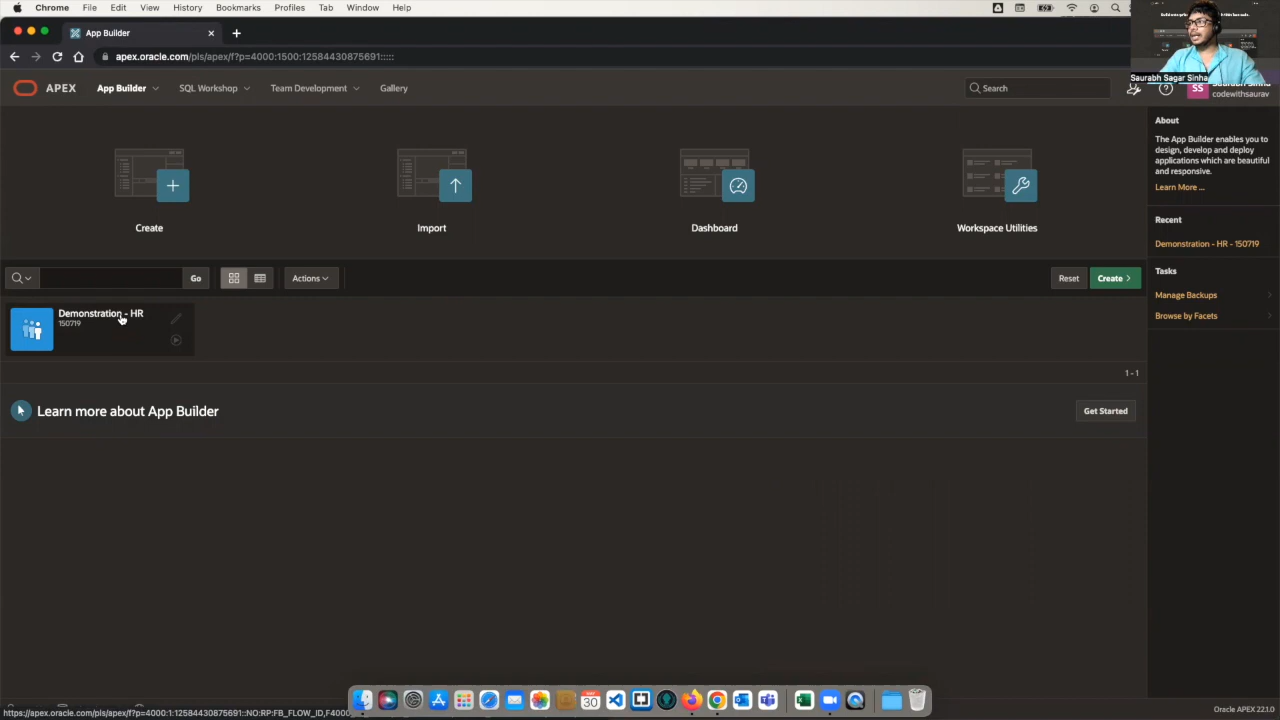 Chrome File Edit View History Bookmarks Profiles Tab Window Help
App Builder
apex.oracle.com/pls/apex/f?p=4000:1500:12584430875691:::::
Saurabh Sagar Sinha
APEX App Builder SQL Workshop Team Development Gallery Search
SS
codewithsaurav
Create Import Dashboard Workspace Utilities
Go Actions Reset Create
Demonstration - HR
150719
1 - 1
Learn more about App Builder Get Started
About
The App Builder enables you to
design, develop and deploy
applications which are beautiful
and responsive.
Learn More ...
Recent
Demonstration - HR - 150719
Tasks
Manage Backups
Browse by Facets
30
https://apex.oracle.com/pls/apex/f?p=4000:1:12584430875691::NO:RP:FB_FLOW_ID,F4000
Oracle APEX 22.1.0